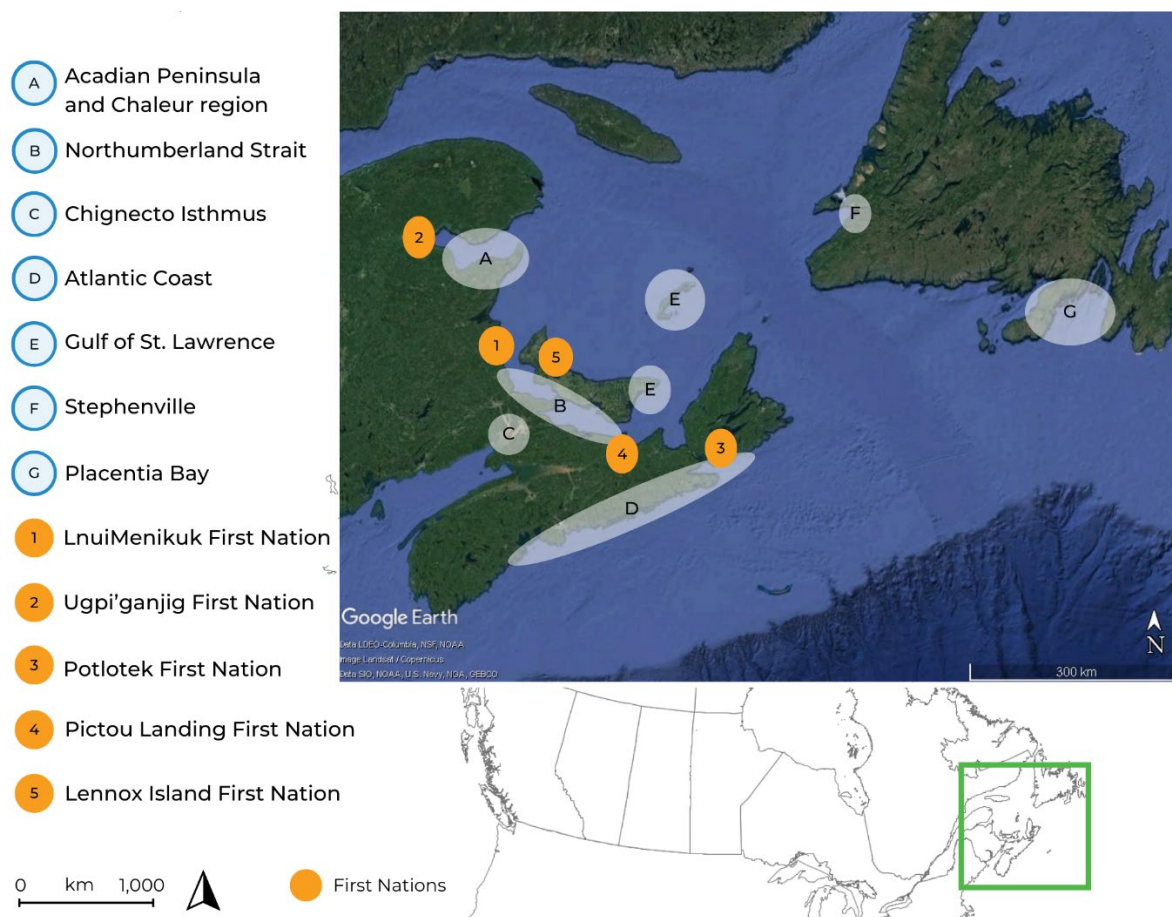 A Acadian Peninsula
and Chaleur region
B Northumberland Strait
C Chignecto Isthmus
D Atlantic Coast
E Gulf of St. Lawrence
F Stephenville
G Placentia Bay
1 LnuiMenikuk First Nation
2 Ugpi’ganjig First Nation
3 Potlotek First Nation
4 Pictou Landing First Nation
5 Lennox Island First Nation
0 km 1,000
First Nations
F
2
A
E
G
1
5
E
B
C
4
3
D
Google Earth
Data LDEO-Columbia, NSF, NOAA
Image Landsat / Copernicus
Data SIO, NOAA, U.S. Navy, NGA, GEBCO
N
300 km